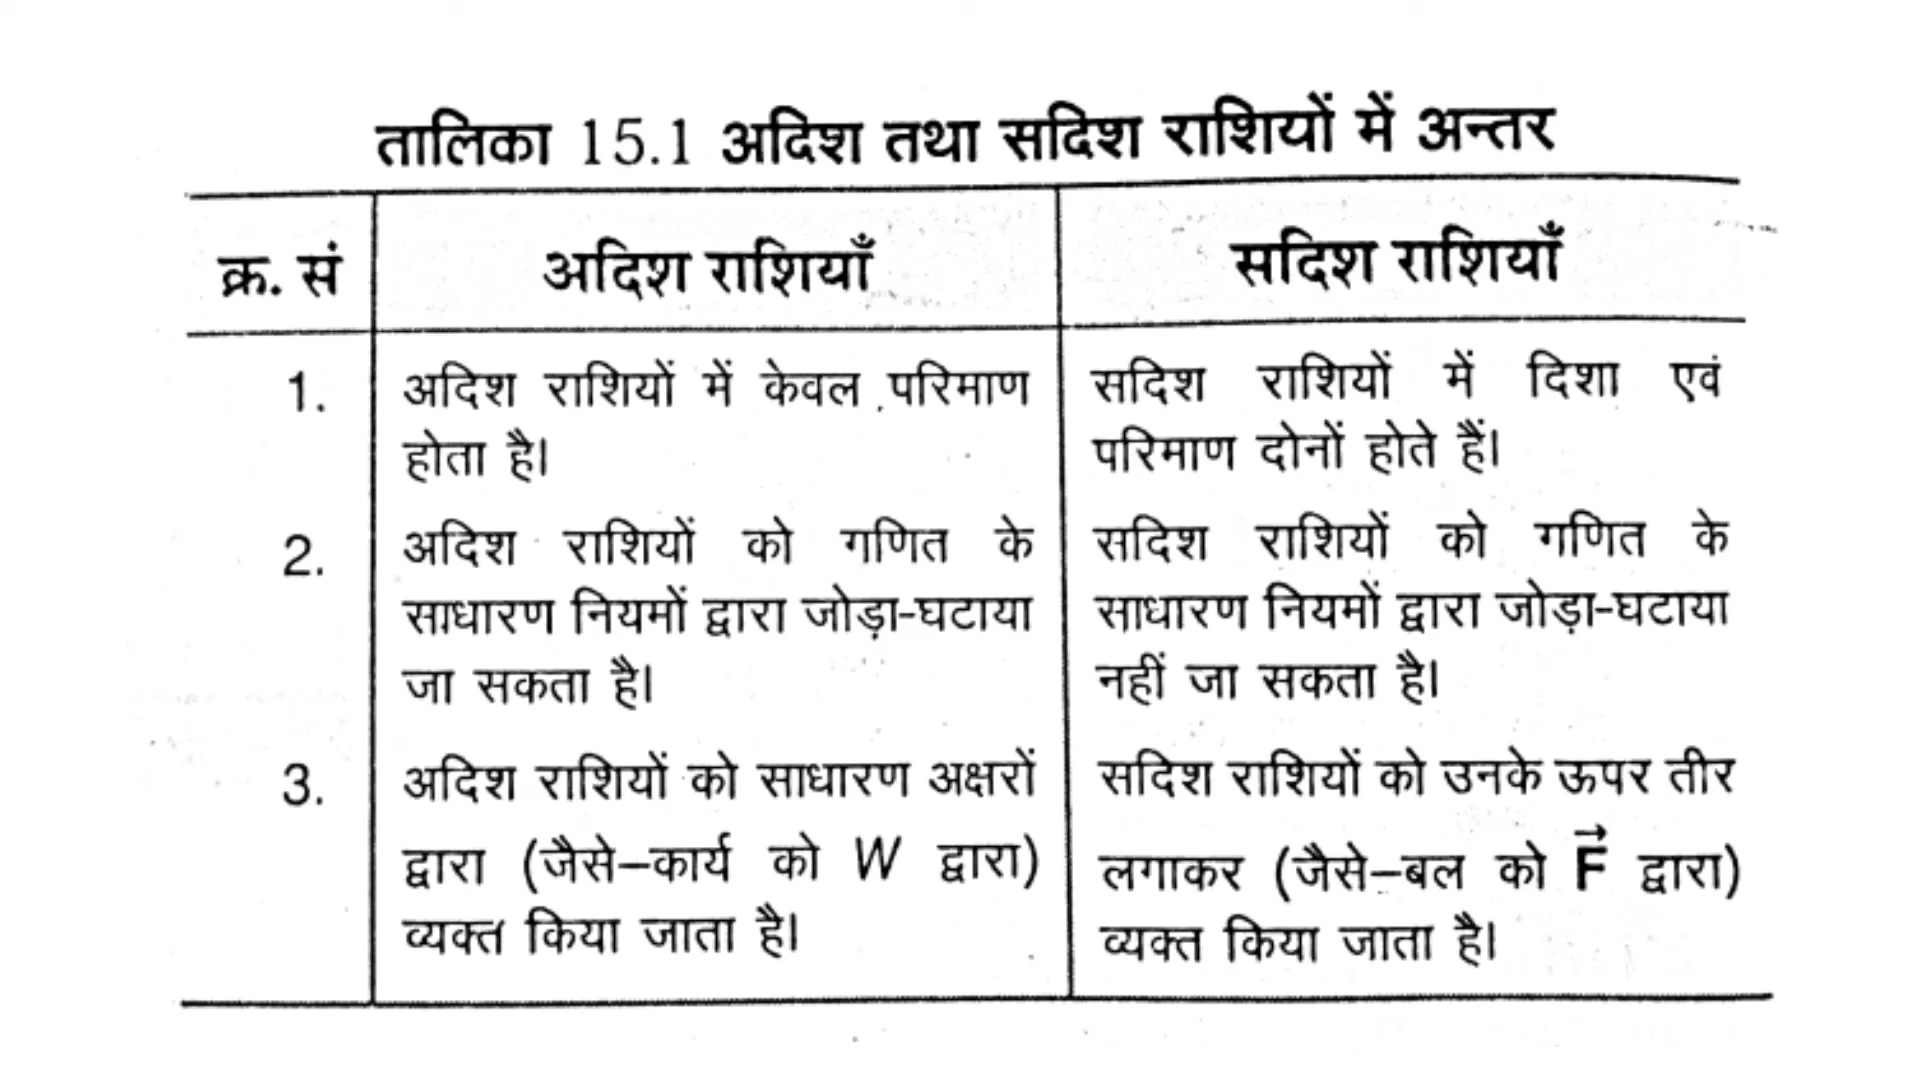 तालिका 15.1 अदिश तथा सदिश राशियों में अन्तर
क्र. सं
अदिश राशियाँ
सदिश राशियाँ
1.
अदिश राशियों में केवल परिमाण
होता है।
सदिश राशियों में दिशा एवं
परिमाण दोनों होते हैं।
2.
अदिश राशियों को गणित के
साधारण नियमों द्वारा जोड़ा-घटाया
जा सकता है।
सदिश राशियों को गणित के
साधारण नियमों द्वारा जोड़ा-घटाया
नहीं जा सकता है।
3.
अदिश राशियों को साधारण अक्षरों
द्वारा (जैसे–कार्य को W द्वारा)
व्यक्त किया जाता है।
सदिश राशियों को उनके ऊपर तीर
लगाकर (जैसे–बल को F⃗ द्वारा)
व्यक्त किया जाता है।